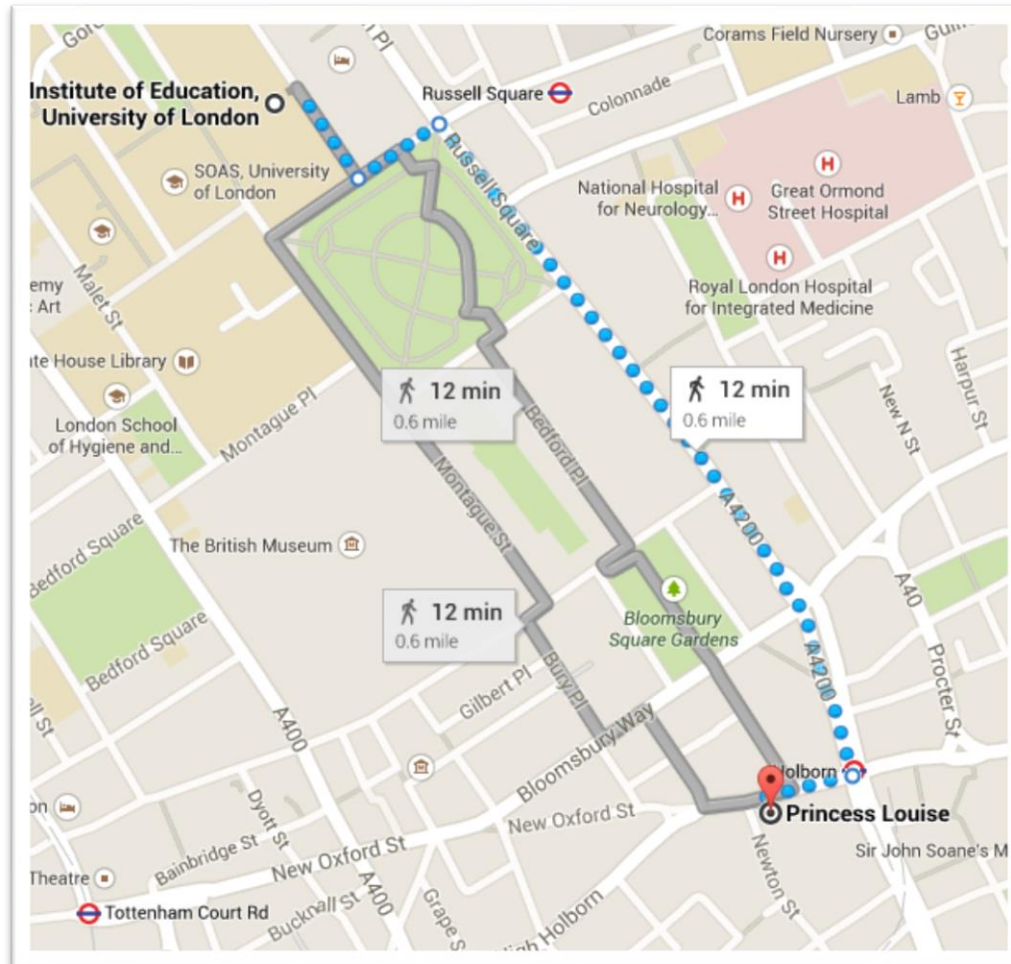 Corams Field Nursery
Russell Square
Colonnade
Lamb
Institute of Education,
University of London
SOAS, University
of London
Russell Square
National Hospital
for Neurology...
Great Ormond
Street Hospital
Royal London Hospital
for Integrated Medicine
Malet St
Harpur St
London School
of Hygiene and...
Montague Pl
12 min
0.6 mile
12 min
0.6 mile
New N St
Bedford Pl
Montague St
A4200
The British Museum
Bedford Square
A40
12 min
0.6 mile
Bloomsbury
Square Gardens
Bedford Square
Gilbert Pl
Bury Pl
A4200
Procter St
A400
Bloomsbury Way
Holborn
Princess Louise
Dyott St
New Oxford St
Newton St
Bainbridge St
New Oxford St
Sir John Soane's M
Theatre
A400
Tottenham Court Rd
Bucknall St
Grape S
High Holborn